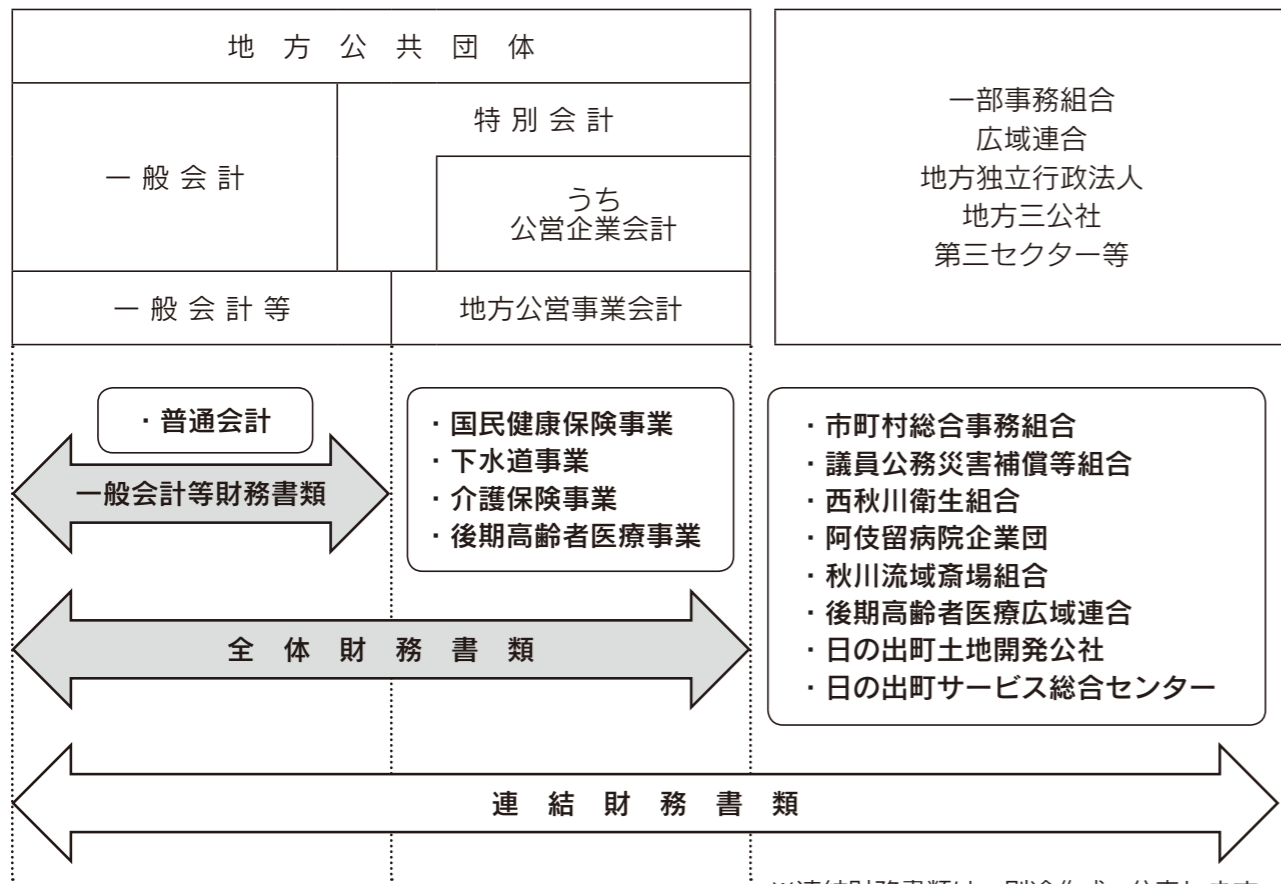 地方公共団体
一般会計
特別会計
うち
公営企業会計
一般会計等
地方公営事業会計
一部事務組合
広域連合
地方独立行政法人
地方三公社
第三セクター等
・普通会計
一般会計等財務書類
・国民健康保険事業
・下水道事業
・介護保険事業
・後期高齢者医療事業
・市町村総合事務組合
・議員公務災害補償等組合
・西秋川衛生組合
・阿伎留病院企業団
・秋川流域斎場組合
・後期高齢者医療広域連合
・日の出町土地開発公社
・日の出町サービス総合センター
全体財務書類
連結財務書類